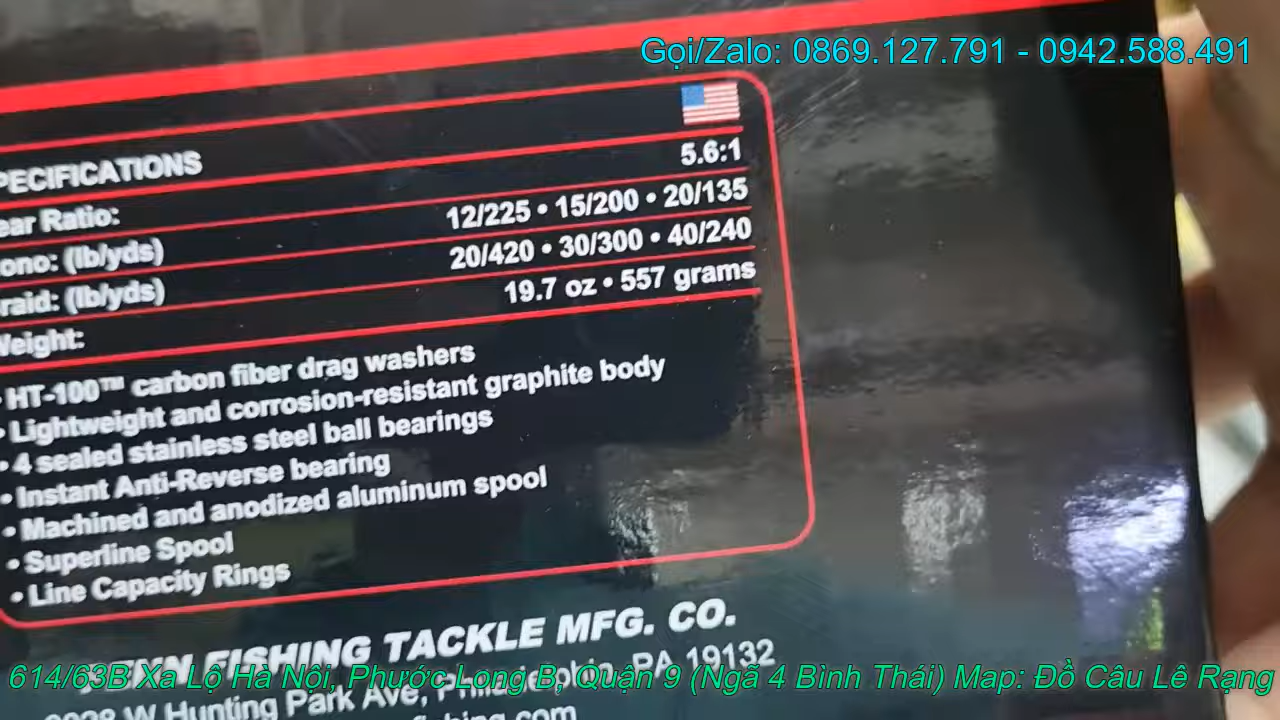 Gọi/Zalo: 0869.127.791 - 0942.588.491
PECIFICATIONS
ear Ratio: 5.6:1
ono: (lb/yds) 12/225 • 15/200 • 20/135
raid: (lb/yds) 20/420 • 30/300 • 40/240
Weight: 19.7 oz • 557 grams
• HT-100™ carbon fiber drag washers
• Lightweight and corrosion-resistant graphite body
• 4 sealed stainless steel ball bearings
• Instant Anti-Reverse bearing
• Machined and anodized aluminum spool
• Superline Spool
• Line Capacity Rings
FISHING TACKLE MFG. CO.
614/63B Xa Lộ Hà Nội, Phước Long B, Quận 9 (Ngã 4 Bình Thái) Map: Đồ Câu Lê Rạng
W Hunting Park Ave, Philadelphia, PA 19132
fishing.com